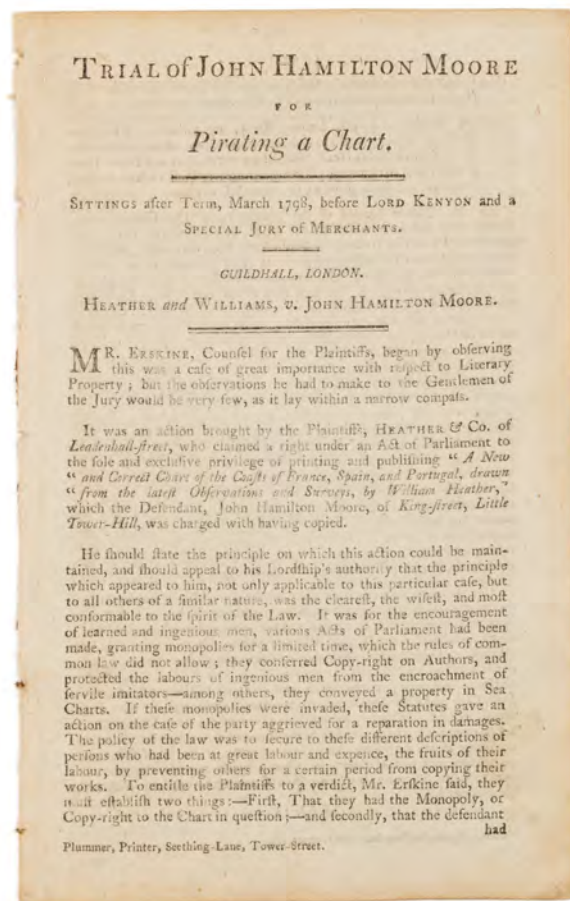 TRIAL of JOHN HAMILTON MOORE
FOR
Pirating a Chart.
SITTINGS after Term, March 1798, before LORD KENYON and a
SPECIAL JURY of MERCHANTS.
GUILDHALL, LONDON.
HEATHER and WILLIAMS, v. JOHN HAMILTON MOORE.
MR. ERSKINE, Counſel for the Plaintiffs, began by obſerving
this was a caſe of great importance with reſpect to Literary
Property; but the obſervations he had to make to the Gentlemen of
the Jury would be very few, as it lay within a narrow compaſs.
It was an action brought by the Plaintiffs, HEATHER & Co. of
Leadenhall-ſtreet, who claimed a right under an Act of Parliament to
the ſole and excluſive privilege of printing and publiſhing " A New
" and Correct Chart of the Coaſts of France, Spain, and Portugal, drawn
" from the lateſt Obſervations and Surveys, by William Heather,"
which the Defendant, John Hamilton Moore, of King-ſtreet, Little
Tower-Hill, was charged with having copied.
He ſhould ſtate the principle on which this action could be main-
tained, and ſhould appeal to his Lordſhip's authority that the principle
which appeared to him, not only applicable to this particular caſe, but
to all others of a ſimilar nature, was the cleareſt, the wiſeſt, and moſt
conformable to the ſpirit of the Law. It was for the encouragement
of learned and ingenious men, various Acts of Parliament had been
made, granting monopolies for a limited time, which the rules of com-
mon law did not allow; they conferred Copy-right on Authors, and
protected the labours of ingenious men from the encroachment of
ſervile imitators—among others, they conveyed a property in Sea
Charts. If theſe monopolies were invaded, theſe Statutes gave an
action on the caſe of the party aggrieved for a reparation in damages.
The policy of the law was to ſecure to theſe different deſcriptions of
perſons who had been at great labour and expence, the fruits of their
labour, by preventing others for a certain period from copying their
works. To entitle the Plaintiffs to a verdict, Mr. Erſkine ſaid, they
muſt eſtabliſh two things:—Firſt, That they had the Monopoly, or
Copy-right to the Chart in queſtion;—and ſecondly, that the defendant
had
Plummer, Printer, Seething-Lane, Tower-Street.